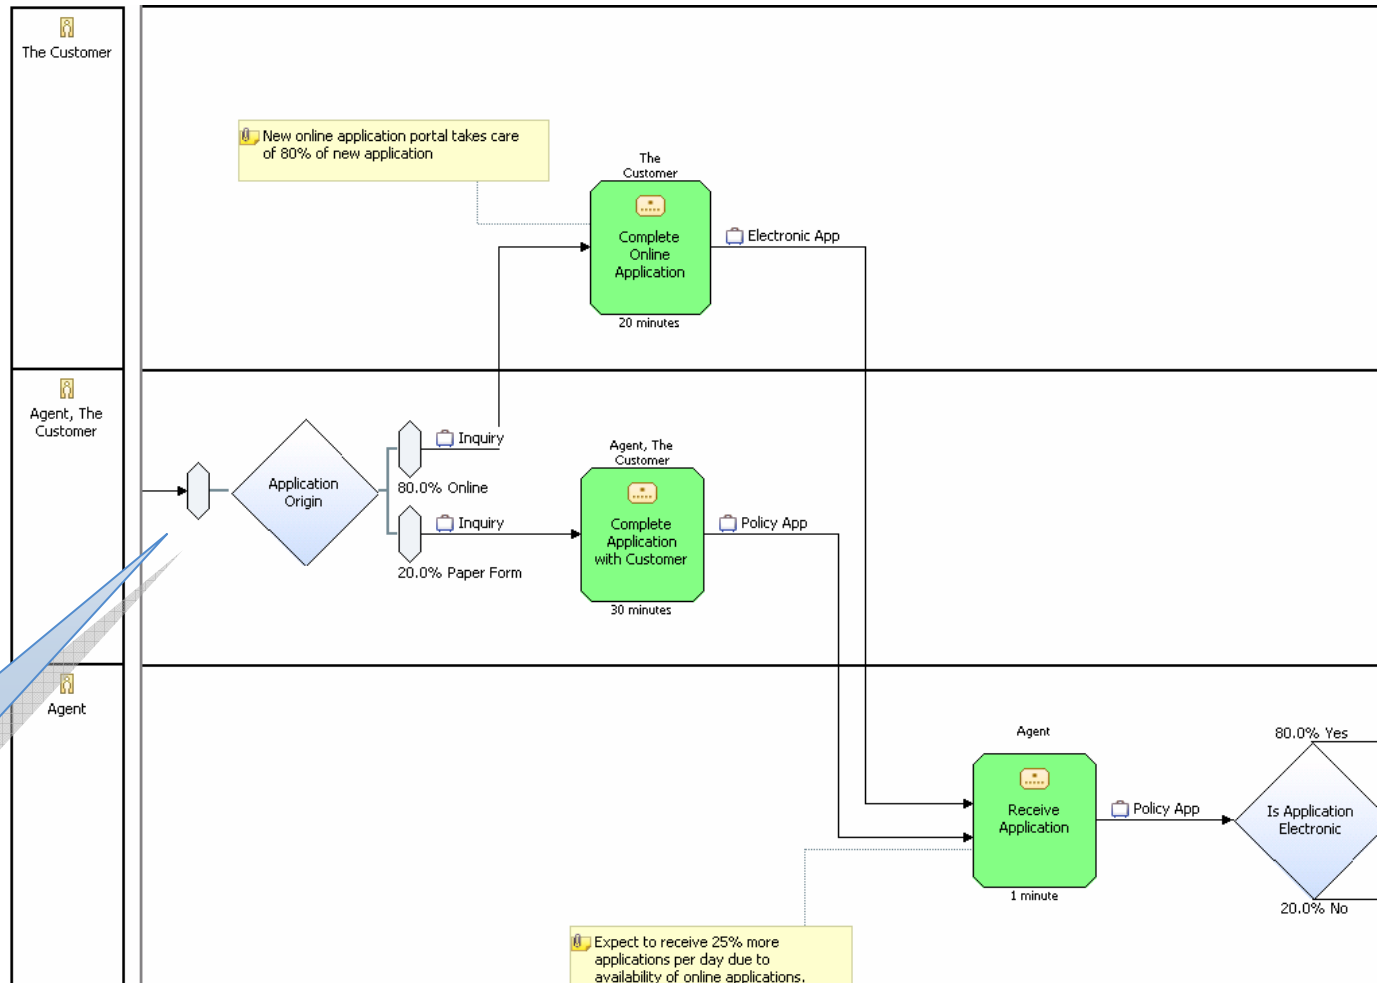 The Customer
New online application portal takes care
of 80% of new application
The
Customer
Complete
Online
Application
20 minutes
Electronic App
Agent, The
Customer
Application
Origin
Inquiry
80.0% Online
Inquiry
20.0% Paper Form
Agent, The
Customer
Complete
Application
with Customer
30 minutes
Policy App
Agent
Agent
Receive
Application
1 minute
Policy App
80.0% Yes
Is Application
Electronic
20.0% No
Expect to receive 25% more
applications per day due to
availability of online applications.